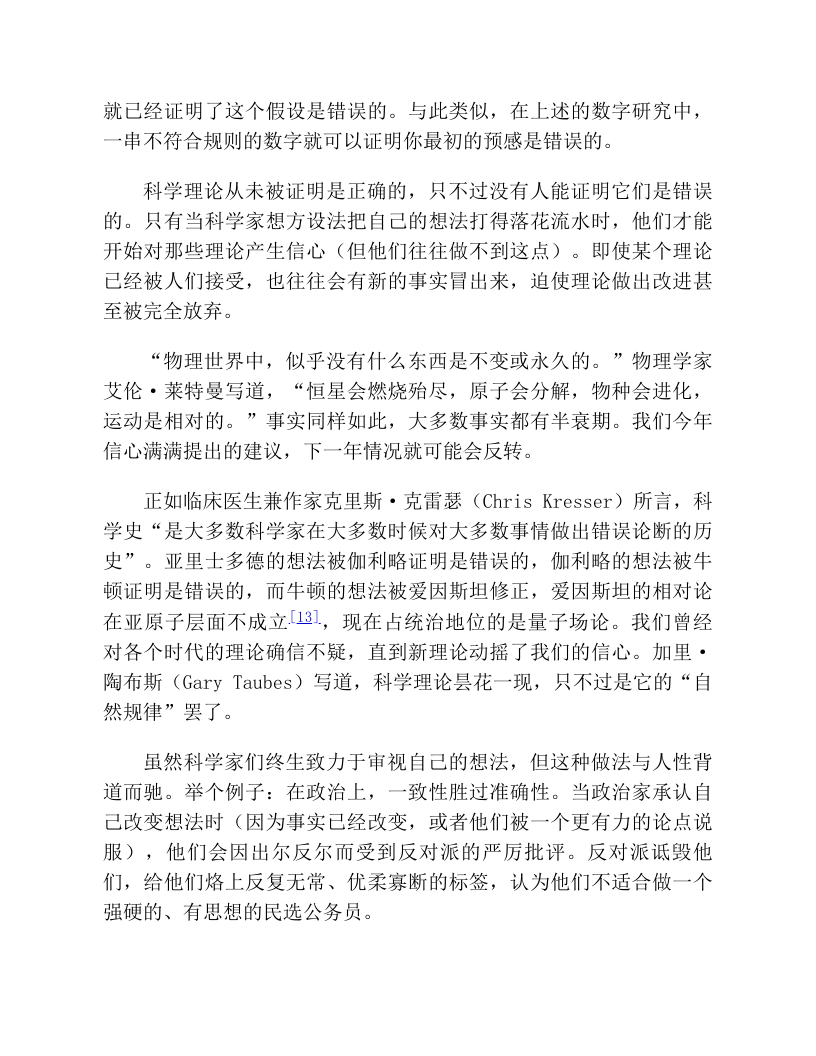 就已经证明了这个假设是错误的。与此类似，在上述的数字研究中，
一串不符合规则的数字就可以证明你最初的预感是错误的。
科学理论从未被证明是正确的，只不过没有人能证明它们是错误
的。只有当科学家想方设法把自己的想法打得落花流水时，他们才能
开始对那些理论产生信心（但他们往往做不到这点）。即使某个理论
已经被人们接受，也往往会有新的事实冒出来，迫使理论做出改进甚
至被完全放弃。
“物理世界中，似乎没有什么东西是不变或永久的。”物理学家
艾伦·莱特曼写道，“恒星会燃烧殆尽，原子会分解，物种会进化，
运动是相对的。”事实同样如此，大多数事实都有半衰期。我们今年
信心满满提出的建议，下一年情况就可能会反转。
正如临床医生兼作家克里斯·克雷瑟（Chris Kresser）所言，科
学史“是大多数科学家在大多数时候对大多数事情做出错误论断的历
史”。亚里士多德的想法被伽利略证明是错误的，伽利略的想法被牛
顿证明是错误的，而牛顿的想法被爱因斯坦修正，爱因斯坦的相对论
在亚原子层面不成立[13]，现在占统治地位的是量子场论。我们曾经
对各个时代的理论确信不疑，直到新理论动摇了我们的信心。加里·
陶布斯（Gary Taubes）写道，科学理论昙花一现，只不过是它的“自
然规律”罢了。
虽然科学家们终生致力于审视自己的想法，但这种做法与人性背
道而驰。举个例子：在政治上，一致性胜过准确性。当政治家承认自
己改变想法时（因为事实已经改变，或者他们被一个更有力的论点说
服），他们会因出尔反尔而受到反对派的严厉批评。反对派诋毁他
们，给他们烙上反复无常、优柔寡断的标签，认为他们不适合做一个
强硬的、有思想的民选公务员。